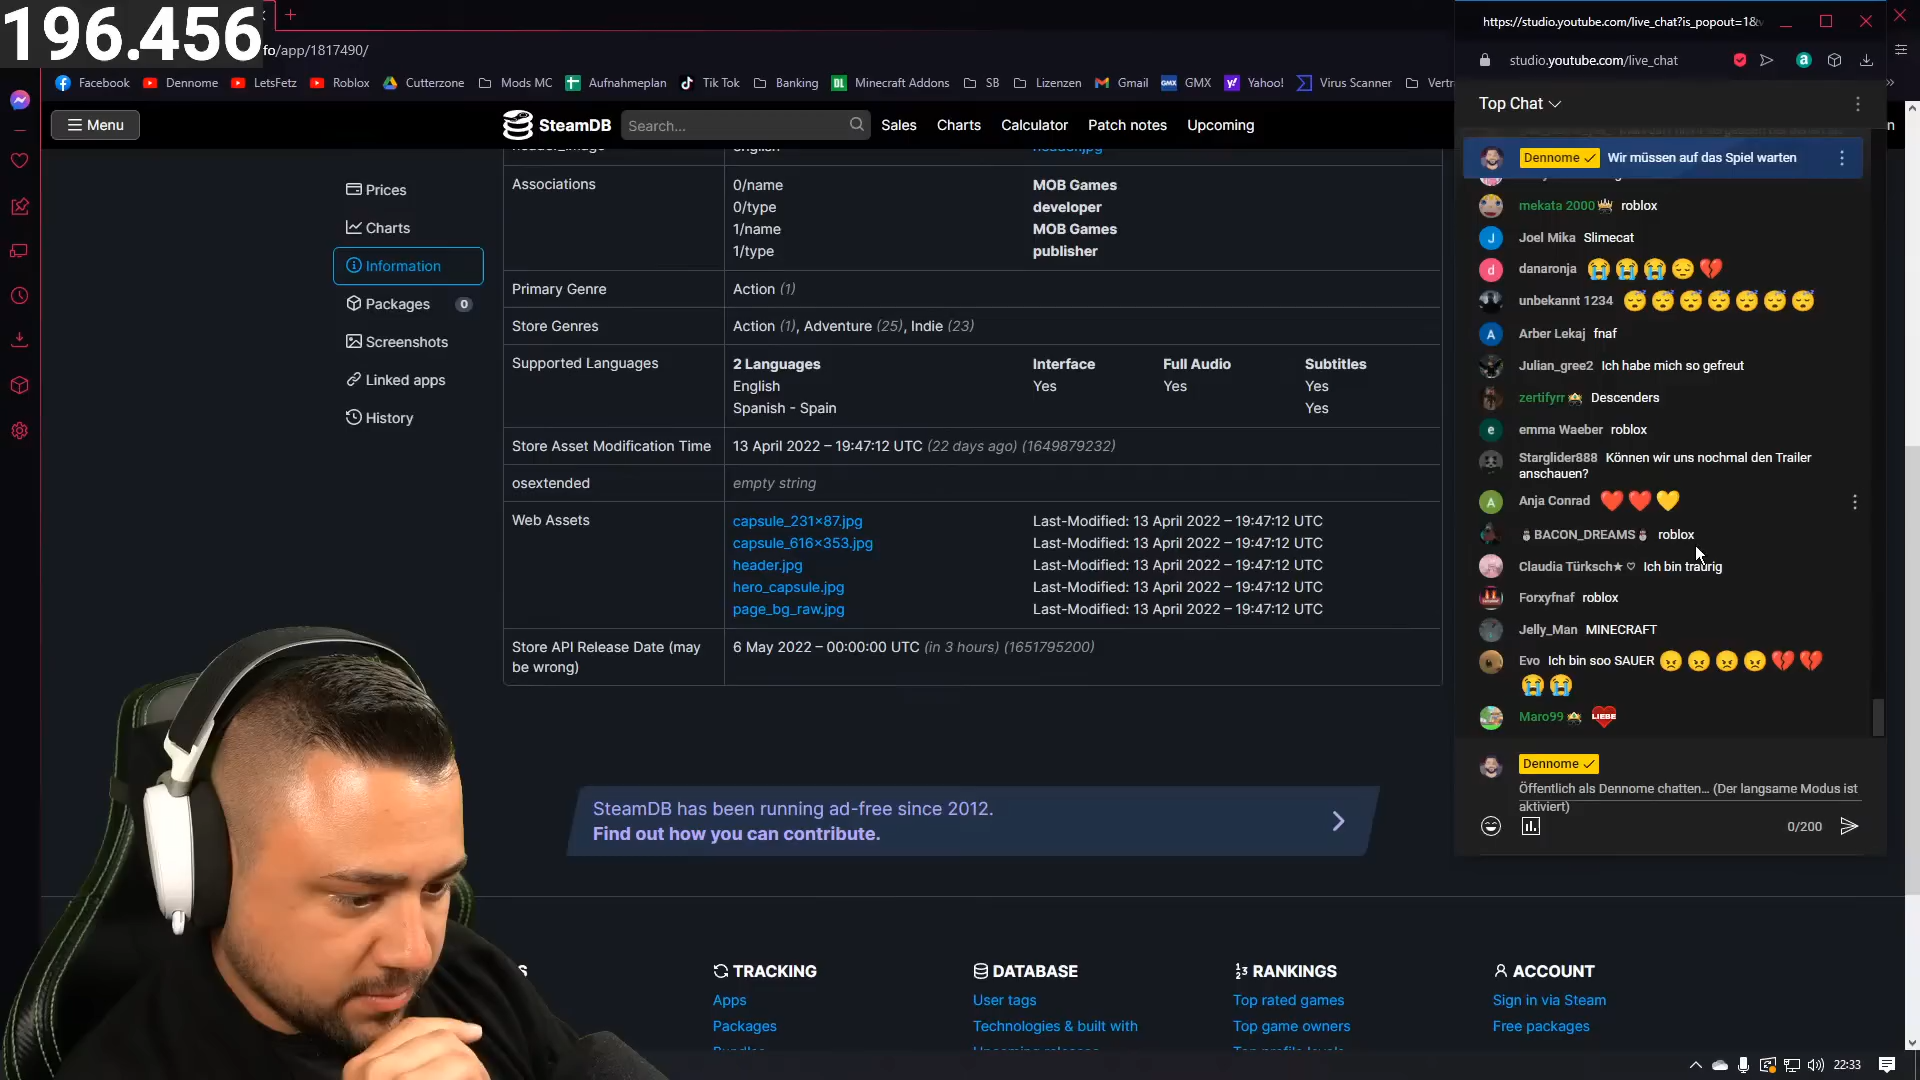 196.456
fo/app/1817490/
Facebook Dennome LetsFetz Roblox Cutterzone Mods MC Aufnahmeplan Tik Tok Banking Minecraft Addons SB Lizenzen Gmail GMX Yahoo! Virus Scanner Vertr
Menu
SteamDB
Search...
Sales Charts Calculator Patch notes Upcoming
Prices
Charts
Information
Packages 0
Screenshots
Linked apps
History
header_image English header.jpg
Associations 0/name MOB Games
0/type developer
1/name MOB Games
1/type publisher
Primary Genre Action (1)
Store Genres Action (1), Adventure (25), Indie (23)
Supported Languages 2 Languages Interface Full Audio Subtitles
English Yes Yes Yes
Spanish - Spain Yes
Store Asset Modification Time 13 April 2022 – 19:47:12 UTC (22 days ago) (1649879232)
osextended empty string
Web Assets capsule_231×87.jpg Last-Modified: 13 April 2022 – 19:47:12 UTC
capsule_616×353.jpg Last-Modified: 13 April 2022 – 19:47:12 UTC
header.jpg Last-Modified: 13 April 2022 – 19:47:12 UTC
hero_capsule.jpg Last-Modified: 13 April 2022 – 19:47:12 UTC
page_bg_raw.jpg Last-Modified: 13 April 2022 – 19:47:12 UTC
Store API Release Date (may be wrong) 6 May 2022 – 00:00:00 UTC (in 3 hours) (1651795200)
SteamDB has been running ad-free since 2012.
Find out how you can contribute.
S
TRACKING
Apps
Packages
DATABASE
User tags
Technologies & built with
RANKINGS
Top rated games
Top game owners
ACCOUNT
Sign in via Steam
Free packages
https://studio.youtube.com/live_chat?is_popout=1&
studio.youtube.com/live_chat
Top Chat
Dennome Wir müssen auf das Spiel warten
mekata 2000 roblox
Joel Mika Slimecat
danaronja 😭😭😭😔💔
unbekannt 1234 😴😴😴😴😴😴😴
Arber Lekaj fnaf
Julian_gree2 Ich habe mich so gefreut
zertifyrr Descenders
emma Waeber roblox
Starglider888 Können wir uns nochmal den Trailer
anschauen?
Anja Conrad ❤️❤️💛
⛄BACON_DREAMS⛄ roblox
Claudia Türksch★ ♡ Ich bin traurig
Forxyfnaf roblox
Jelly_Man MINECRAFT
Evo Ich bin soo SAUER 😠😠😠😠💔💔
😭😭
Maro99 LIEBE
Dennome
Öffentlich als Dennome chatten... (Der langsame Modus ist
aktiviert)
0/200
22:33